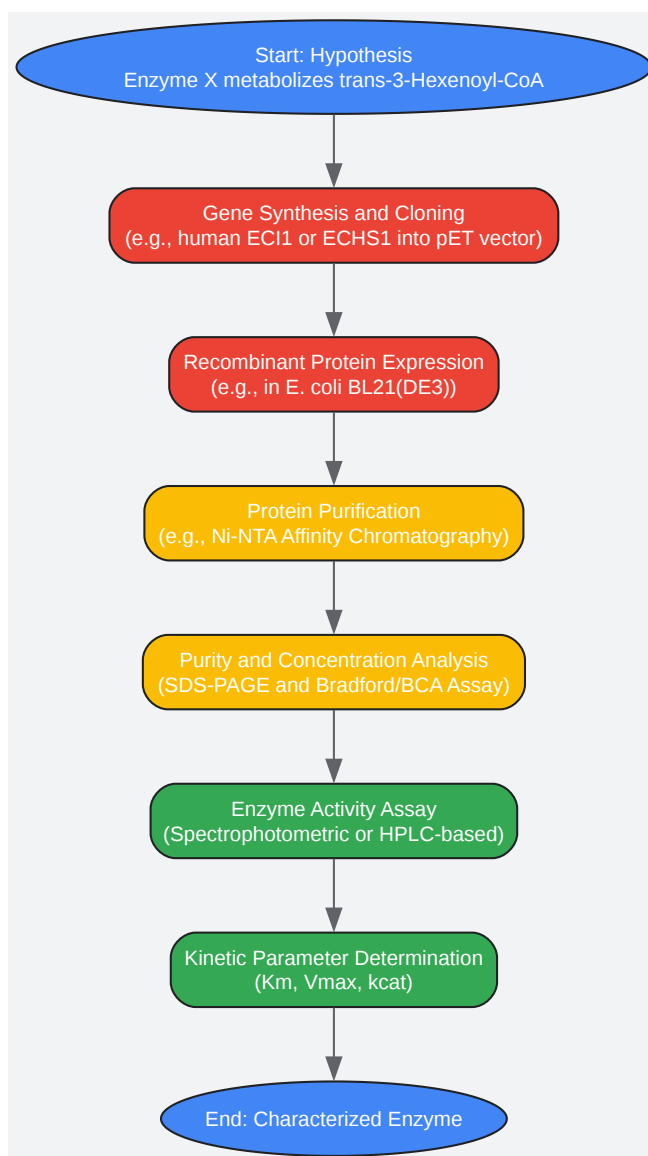 Start: Hypothesis
Enzyme X metabolizes trans-3-Hexenoyl-CoA
Gene Synthesis and Cloning
(e.g., human ECI1 or ECHS1 into pET vector)
Recombinant Protein Expression
(e.g., in E. coli BL21(DE3))
Protein Purification
(e.g., Ni-NTA Affinity Chromatography)
Purity and Concentration Analysis
(SDS-PAGE and Bradford/BCA Assay)
Enzyme Activity Assay
(Spectrophotometric or HPLC-based)
Kinetic Parameter Determination
(Km, Vmax, kcat)
End: Characterized Enzyme